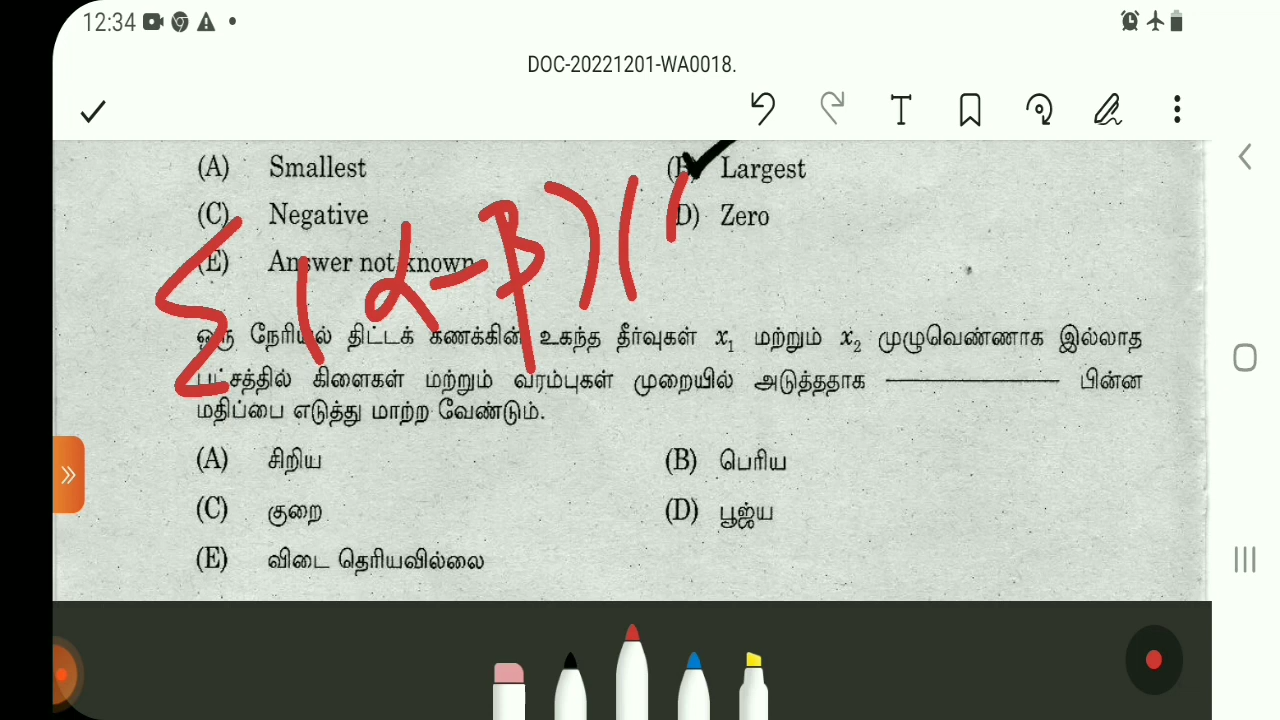 12:34
DOC-20221201-WA0018.
T
(A) Smallest (B) Largest
(C) Negative (D) Zero
(E) Answer not known
Σ(α-β)((
ஒரு நேரியல் திட்டக் கணக்கின் உகந்த தீர்வுகள் x₁ மற்றும் x₂ முழுவெண்ணாக இல்லாத
பட்சத்தில் கிளைகள் மற்றும் வரம்புகள் முறையில் அடுத்ததாக ———— பின்ன
மதிப்பை எடுத்து மாற்ற வேண்டும்.
(A) சிறிய (B) பெரிய
(C) குறை (D) பூஜ்ய
(E) விடை தெரியவில்லை